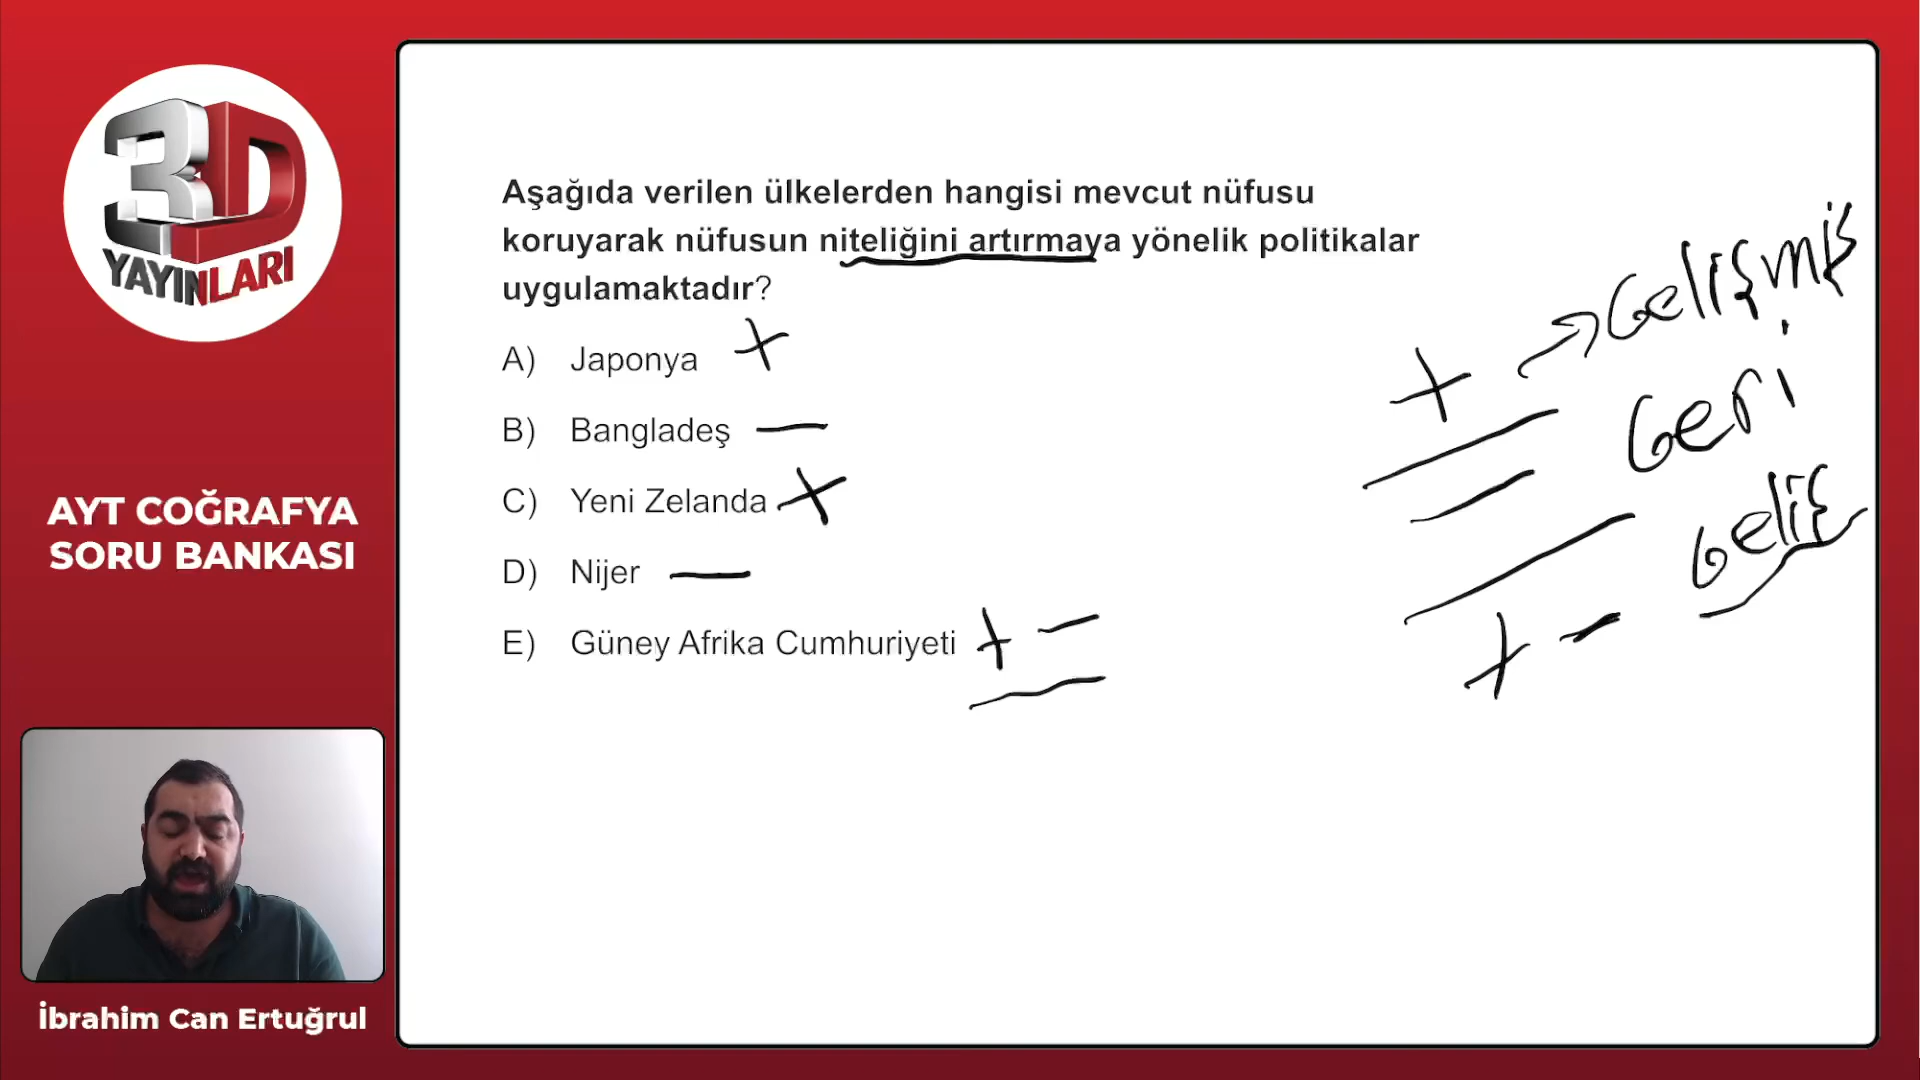 3D
YAYINLARI
AYT COĞRAFYA
SORU BANKASI
İbrahim Can Ertuğrul
Aşağıda verilen ülkelerden hangisi mevcut nüfusu
koruyarak nüfusun niteliğini artırmaya yönelik politikalar
uygulamaktadır?
A) Japonya +
B) Bangladeş —
C) Yeni Zelanda +
D) Nijer —
E) Güney Afrika Cumhuriyeti + —
+ → Gelişmiş
— Geri
Geliş
+ —